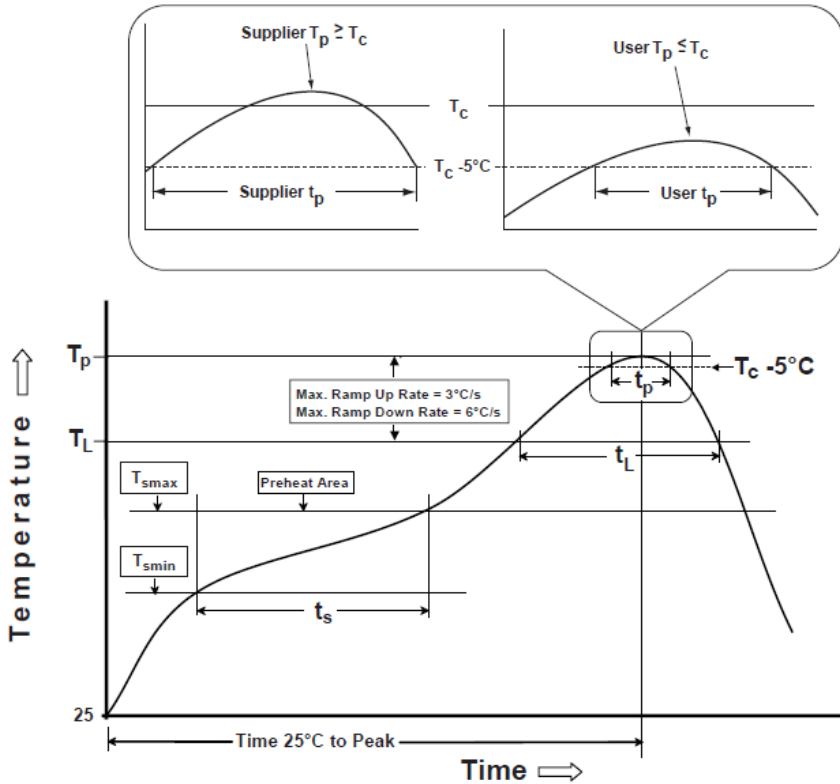 Supplier Tp ≥ Tc
User Tp ≤ Tc
Tc
Tc -5°C
Supplier tp
User tp
Tp
Tc -5°C
tp
Max. Ramp Up Rate = 3°C/s
Max. Ramp Down Rate = 6°C/s
TL
tL
Tsmax
Preheat Area
Tsmin
ts
Temperature
25
Time 25°C to Peak
Time